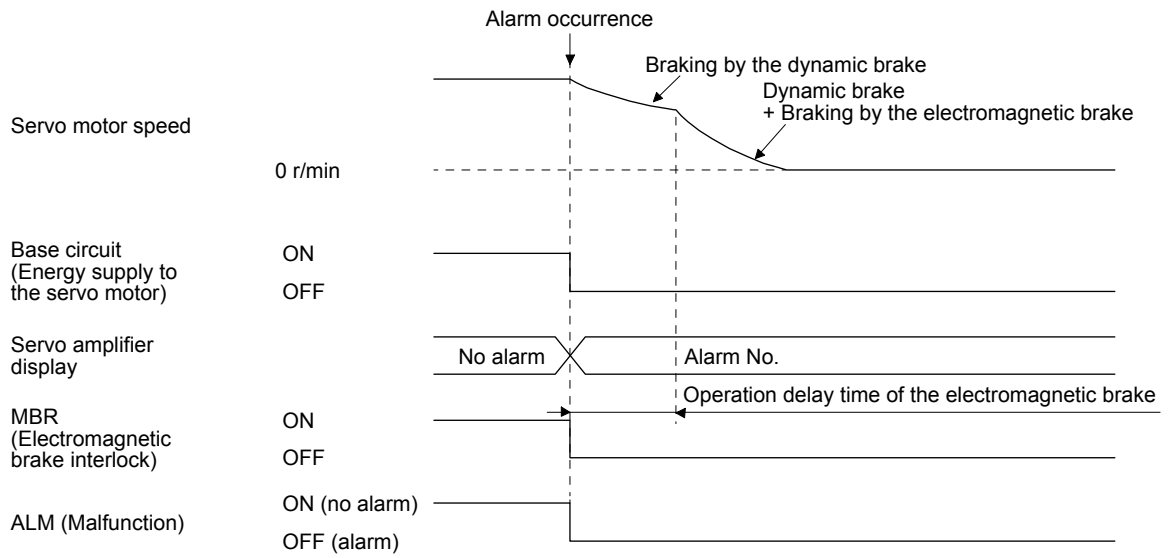 Alarm occurrence
Braking by the dynamic brake
Dynamic brake
+ Braking by the electromagnetic brake
Servo motor speed
0 r/min
Base circuit
(Energy supply to
the servo motor)
ON
OFF
Servo amplifier
display
No alarm
Alarm No.
Operation delay time of the electromagnetic brake
MBR
(Electromagnetic
brake interlock)
ON
OFF
ALM (Malfunction)
ON (no alarm)
OFF (alarm)